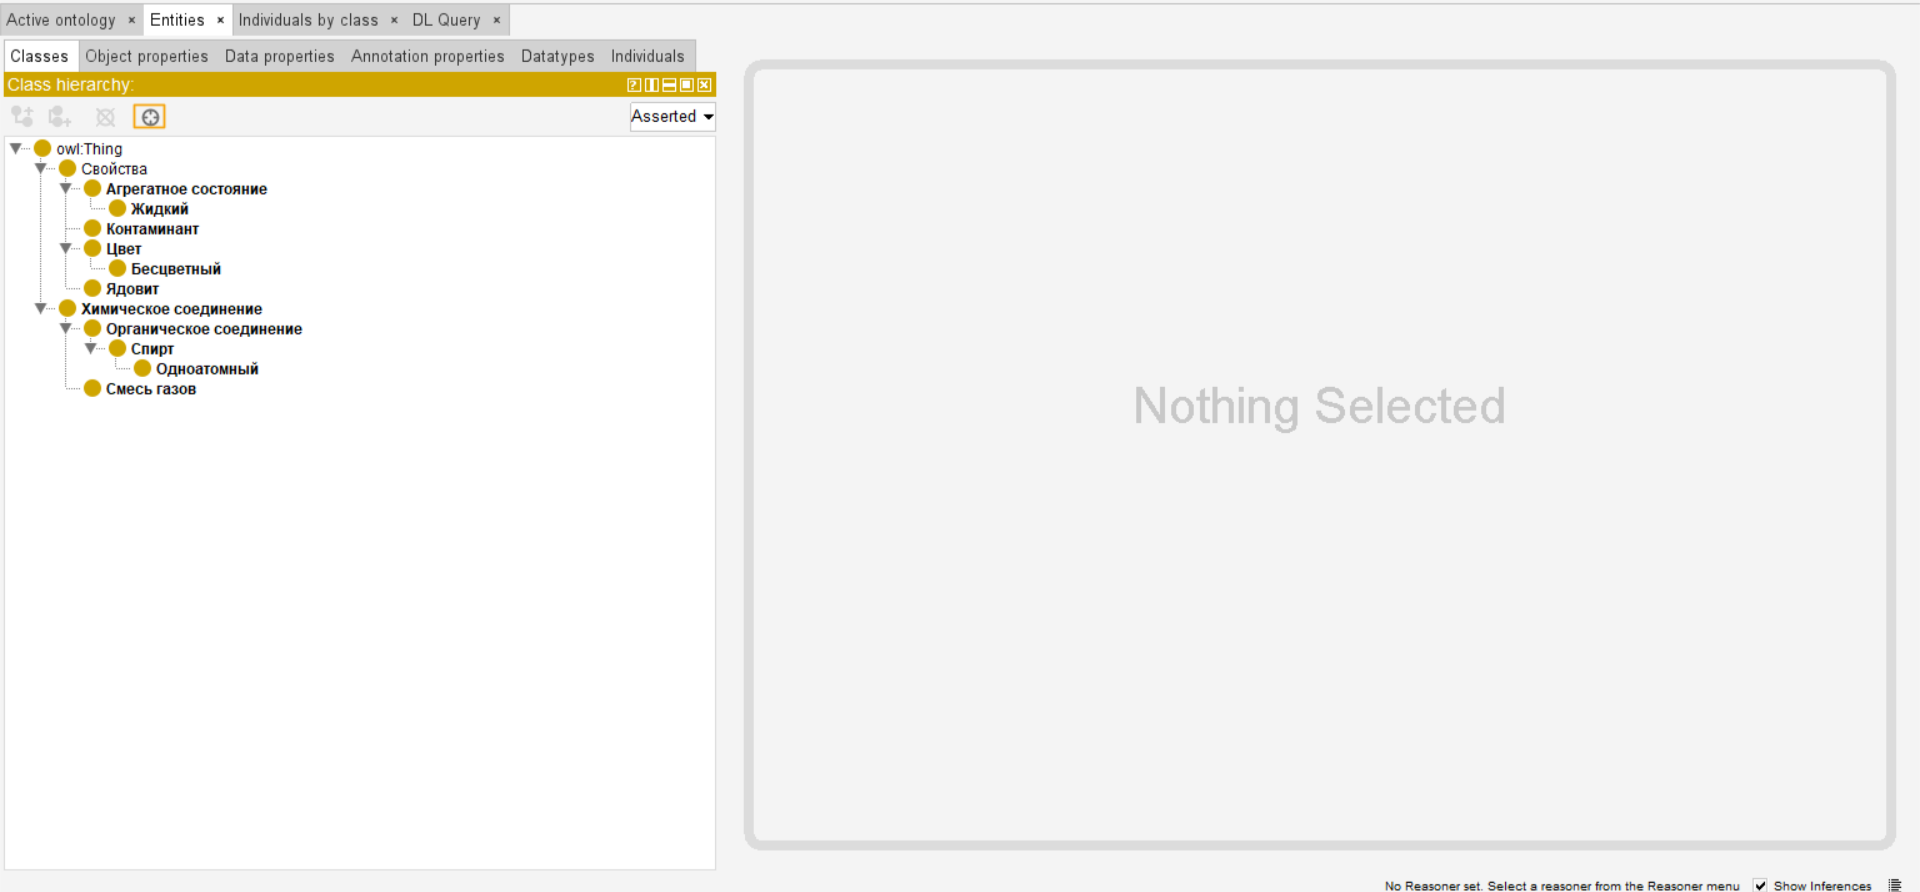 Active ontology × Entities × Individuals by class × DL Query ×
Classes Object properties Data properties Annotation properties Datatypes Individuals
Class hierarchy:
Asserted
owl:Thing
Свойства
Агрегатное состояние
Жидкий
Контаминант
Цвет
Бесцветный
Ядовит
Химическое соединение
Органическое соединение
Спирт
Одноатомный
Смесь газов
Nothing Selected
No Reasoner set. Select a reasoner from the Reasoner menu Show Inferences